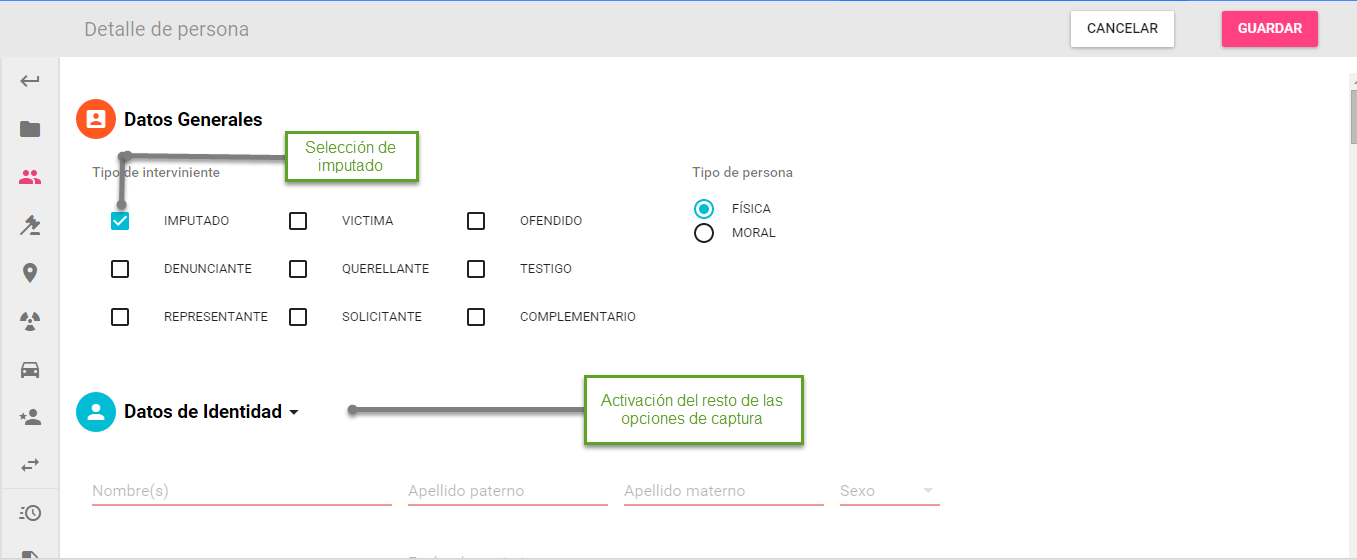 Detalle de persona
CANCELAR
GUARDAR
Datos Generales
Selección de
imputado
Tipo de interviniente
Tipo de persona
IMPUTADO
VICTIMA
OFENDIDO
FÍSICA
MORAL
DENUNCIANTE
QUERELLANTE
TESTIGO
REPRESENTANTE
SOLICITANTE
COMPLEMENTARIO
Datos de Identidad
Activación del resto de las
opciones de captura
Nombre(s)
Apellido paterno
Apellido materno
Sexo